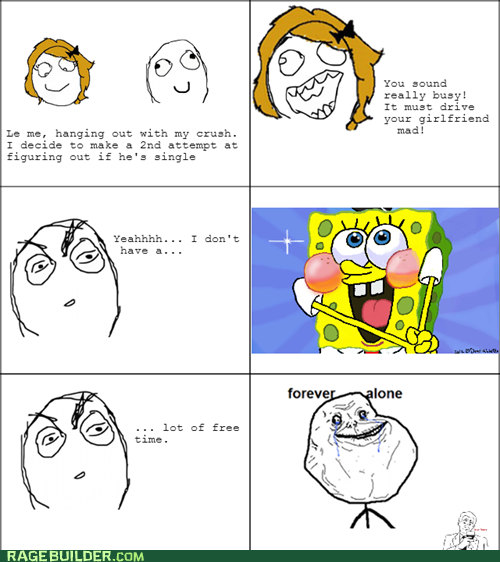 Le me, hanging out with my crush.
I decide to make a 2nd attempt at
figuring out if he's single
You sound
really busy!
It must drive
your girlfriend
mad!
Yeahhhh... I don't
have a...
... lot of free
time.
forever alone
RAGEBUILDER.COM